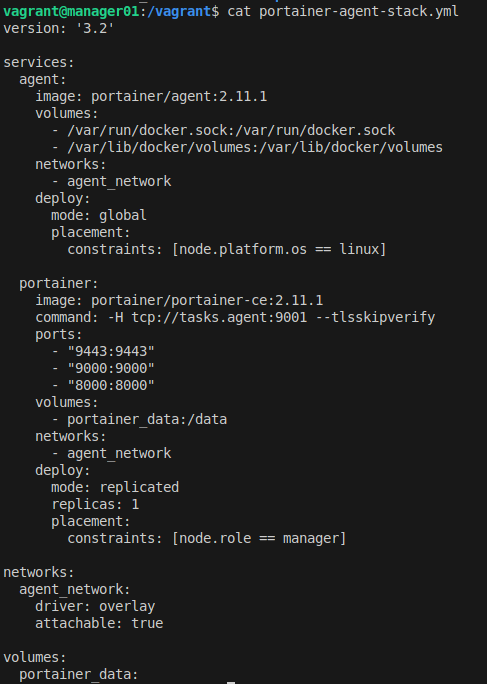 vagrant@manager01:/vagrant$ cat portainer-agent-stack.yml
version: '3.2'

services:
  agent:
    image: portainer/agent:2.11.1
    volumes:
      - /var/run/docker.sock:/var/run/docker.sock
      - /var/lib/docker/volumes:/var/lib/docker/volumes
    networks:
      - agent_network
    deploy:
      mode: global
      placement:
        constraints: [node.platform.os == linux]

  portainer:
    image: portainer/portainer-ce:2.11.1
    command: -H tcp://tasks.agent:9001 --tlsskipverify
    ports:
      - "9443:9443"
      - "9000:9000"
      - "8000:8000"
    volumes:
      - portainer_data:/data
    networks:
      - agent_network
    deploy:
      mode: replicated
      replicas: 1
      placement:
        constraints: [node.role == manager]

networks:
  agent_network:
    driver: overlay
    attachable: true

volumes:
  portainer_data: